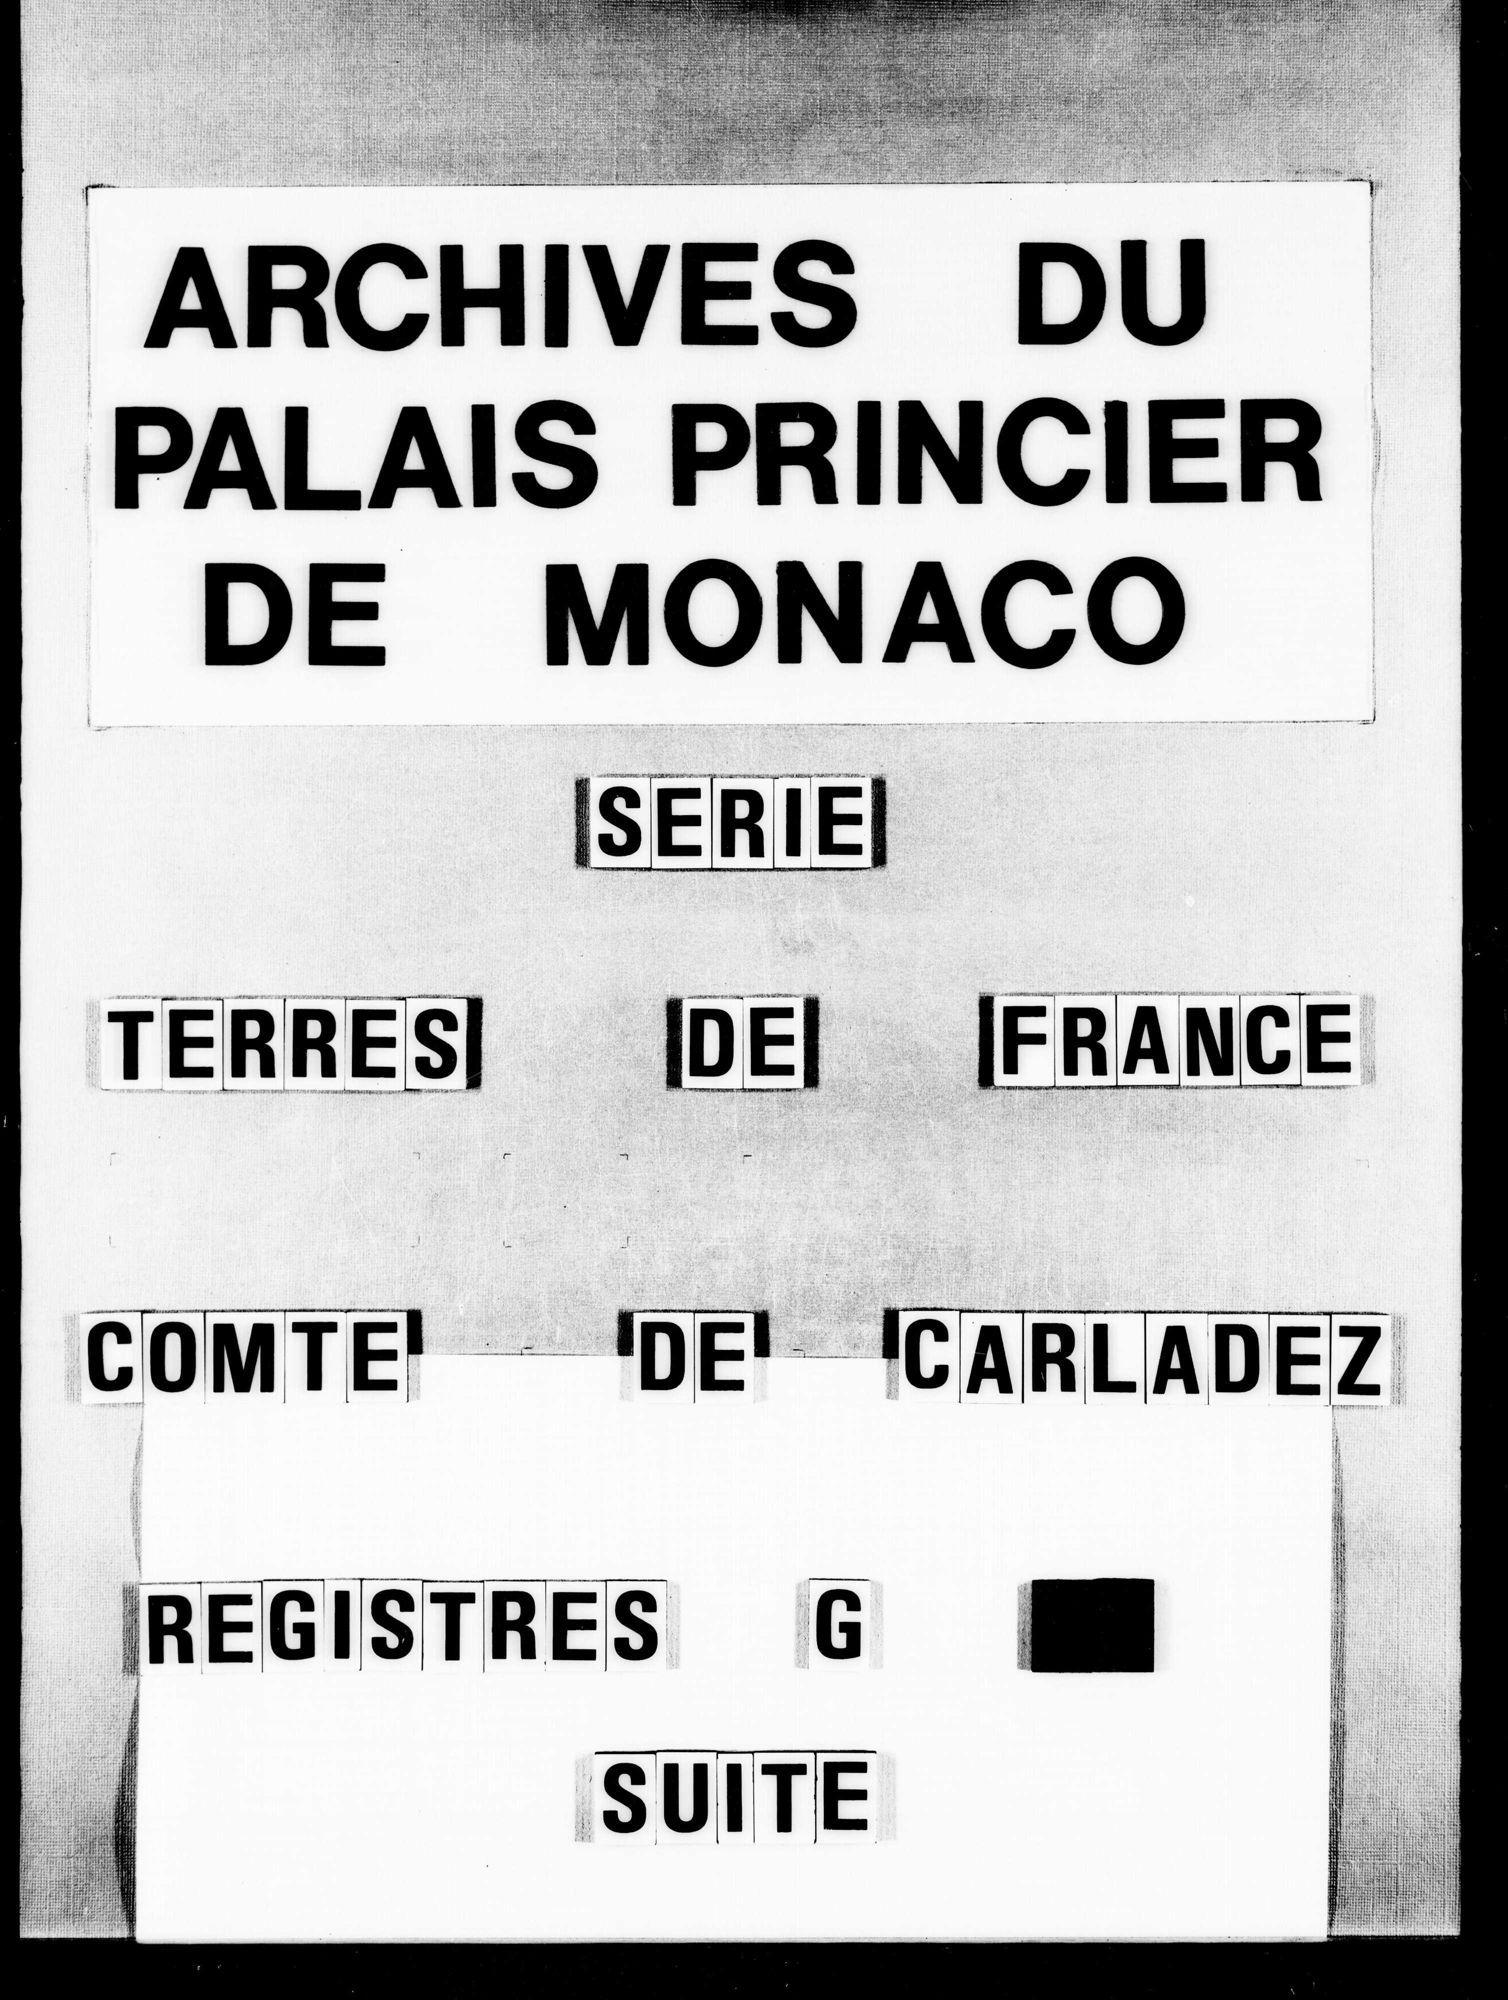 ARCHIVES DU
PALAIS PRINCIER
DE MONACO
SERIE
TERRES DE FRANCE
COMTE DE CARLADEZ
REGISTRES G
SUITE